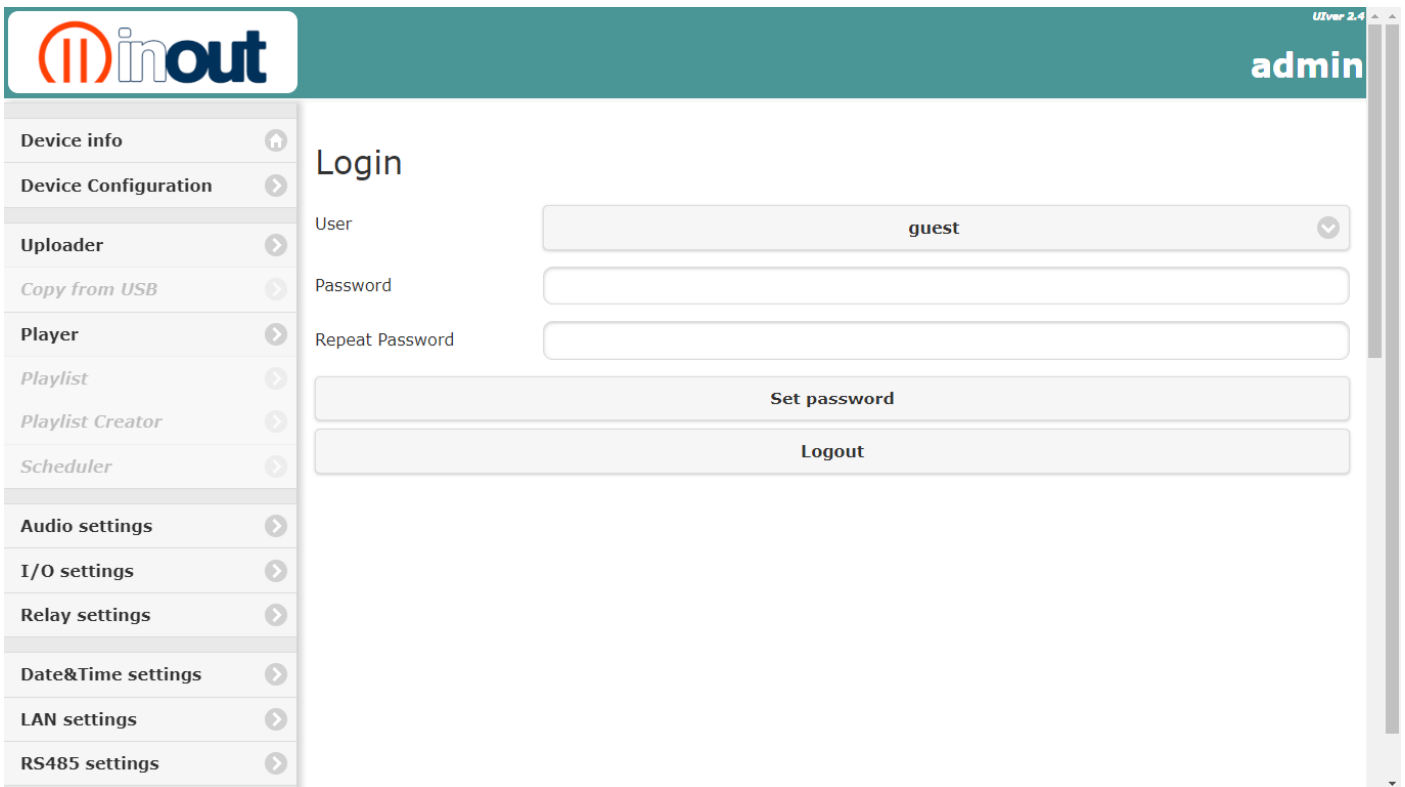 inout
UIver 2.4
admin
Device info
Device Configuration
Uploader
Copy from USB
Player
Playlist
Playlist Creator
Scheduler
Audio settings
I/O settings
Relay settings
Date&Time settings
LAN settings
RS485 settings
Login
User
guest
Password
Repeat Password
Set password
Logout